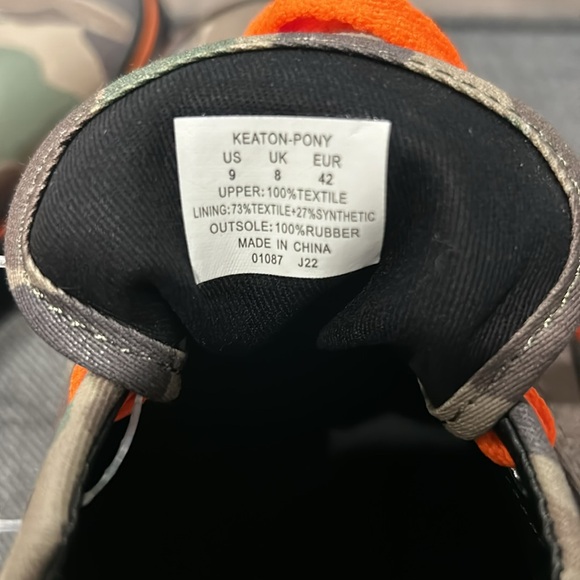 KEATON-PONY
US UK EUR
9 8 42
UPPER:100%TEXTILE
LINING:73%TEXTILE+27%SYNTHETIC
OUTSOLE:100%RUBBER
MADE IN CHINA
01087 J22